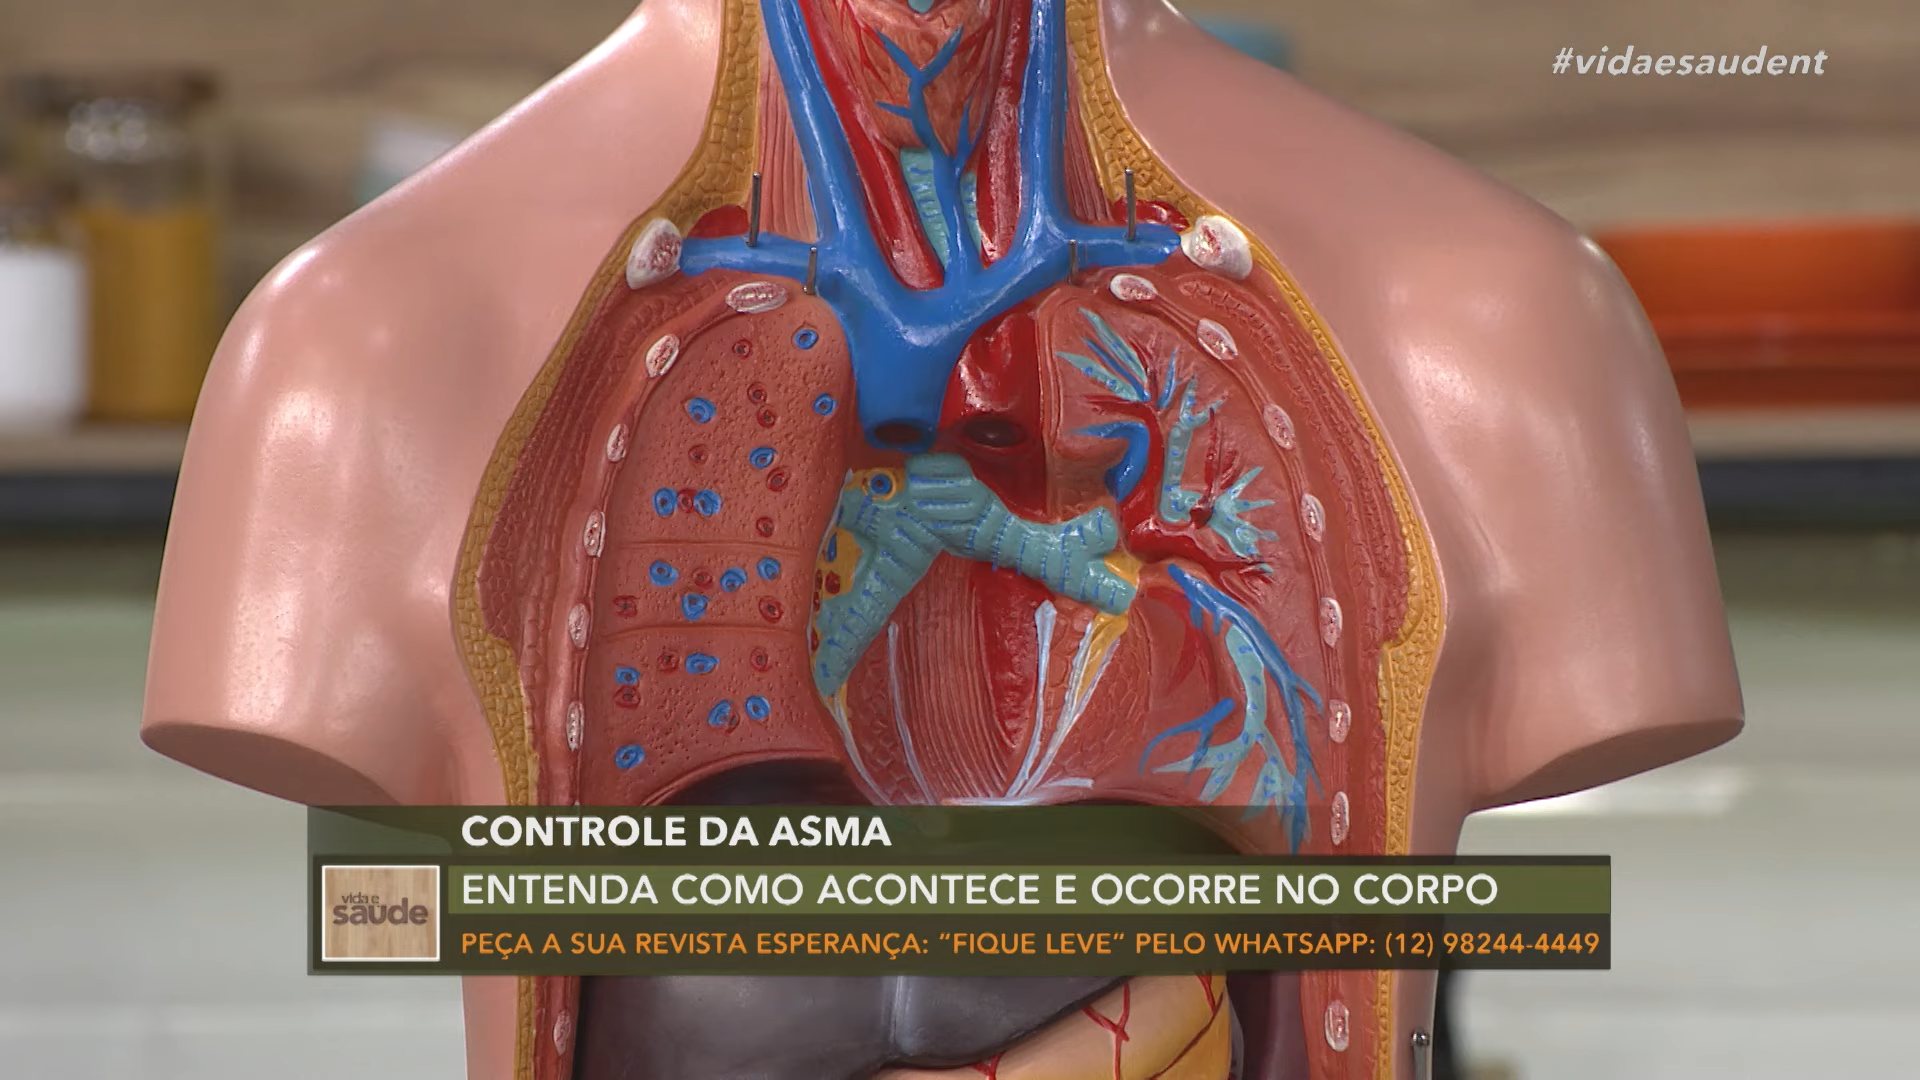 #vidaesaudent
CONTROLE DA ASMA
vida e
saúde
ENTENDA COMO ACONTECE E OCORRE NO CORPO
PEÇA A SUA REVISTA ESPERANÇA: “FIQUE LEVE” PELO WHATSAPP: (12) 98244-4449